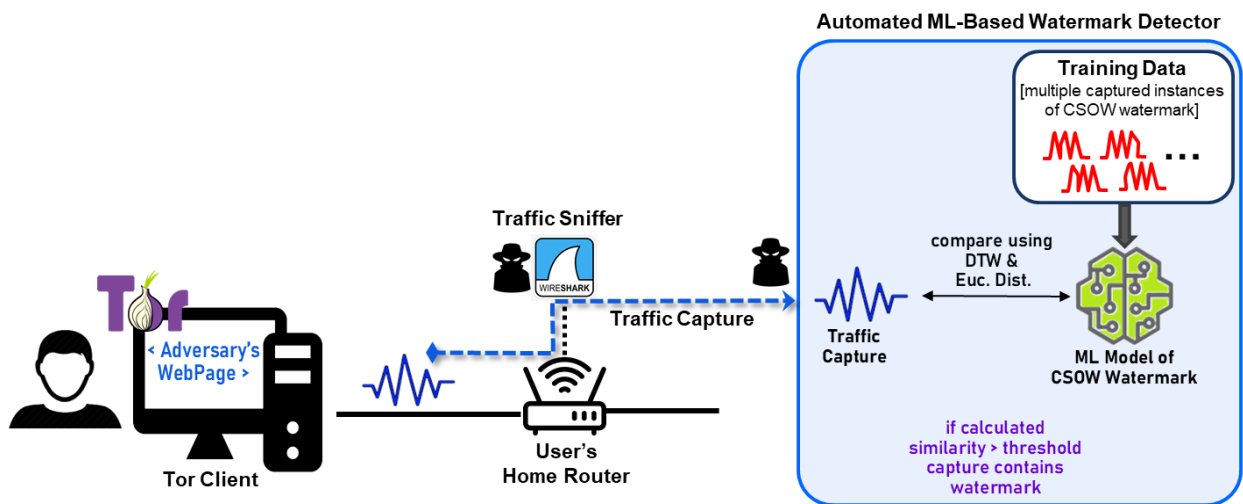 Automated ML-Based Watermark Detector
Training Data
[multiple captured instances
of CSOW watermark]
...
Traffic Sniffer
WIRESHARK
compare using
DTW &
Euc. Dist.
Tor
< Adversary's
WebPage >
Traffic Capture
Traffic
Capture
ML Model of
CSOW Watermark
User's
Home Router
Tor Client
if calculated
similarity > threshold
capture contains
watermark